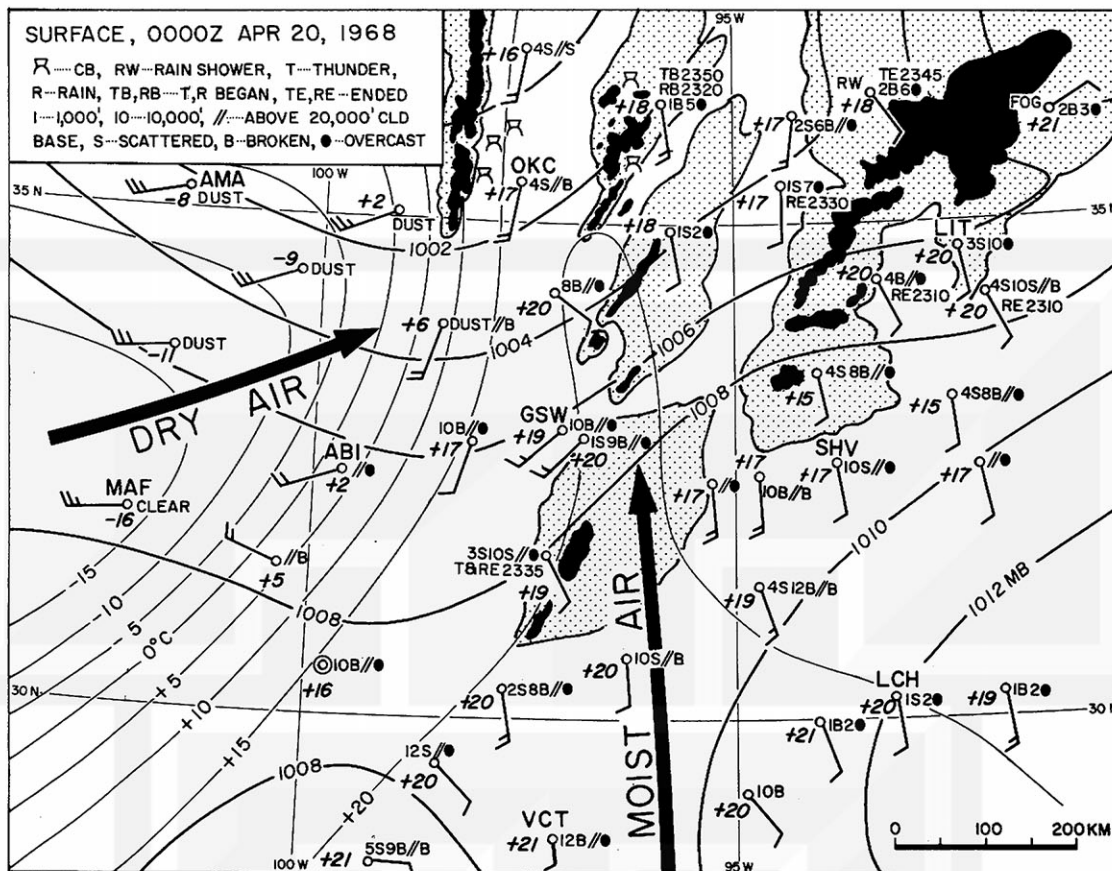 SURFACE, 0000Z APR 20, 1968
CB, RW---RAIN SHOWER, T---THUNDER,
R---RAIN, TB,RB---T,R BEGAN, TE,RE---ENDED
1---1,000', 10---10,000', //---ABOVE 20,000' CLD
BASE, S---SCATTERED, B---BROKEN, ●---OVERCAST
95 W
+16 4S//S
TB2350
RB2320
+18 1B5●
RW TE2345
2B6●
+18
FOG 2B3●
+21
+17 2S6B//●
100 W
35 N
AMA
-8 DUST
+2
DUST
OKC
+17 4S//B
1S7●
+17 RE2330
35 N
1002
+18 1S2●
LIT
3S10●
+20
-9 DUST
8B//●
+20
+20 4B//●
RE2310
4S10S//B
+20 RE2310
+6 DUST//B
-11 DUST
1004
1006
DRY AIR
1008
4S8B//●
+15
4S8B//●
+15
GSW
10B//●
+17
+19 10B//●
1S9B//●
+20
ABI
//●
+2
SHV
+17
10B//B
+17 10S//●
+17 //●
+17 //●
MAF
CLEAR
-16
//B
+5
3S10S//●
T&RE2335
+19
1010
1012 MB
-15
-10
-5
0°C
+5
+10
+15
+20
1008
4S12B//B
+19
MOIST AIR
30 N
10B//●
+16
10S//B
+20
2S8B//●
+20
LCH
+20 1S2●
1B2●
+19
30 N
1B2●
+21
12S//●
+20
1008
10B
+20
VCT
+21 12B//●
5S9B//B
+21
100 W
95 W
0 100 200 KM